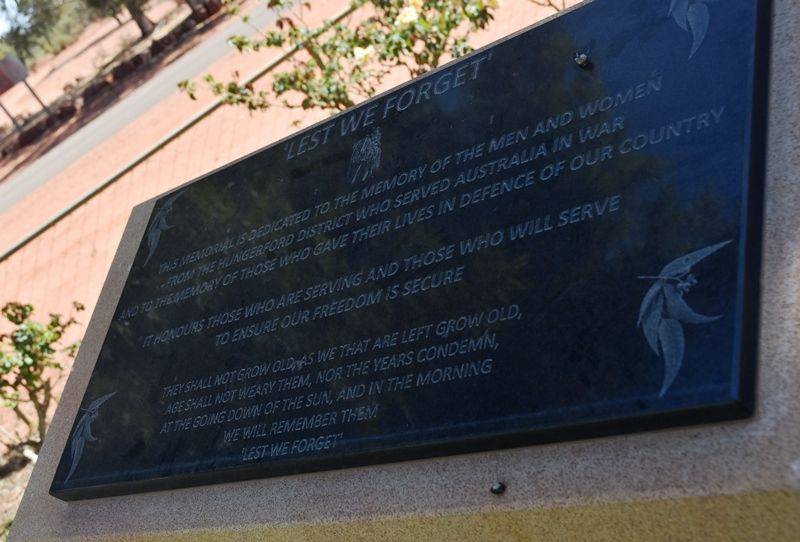 'LEST WE FORGET'
THIS MEMORIAL IS DEDICATED TO THE MEMORY OF THE MEN AND WOMEN
FROM THE HUNGERFORD DISTRICT WHO SERVED AUSTRALIA IN WAR
AND TO THE MEMORY OF THOSE WHO GAVE THEIR LIVES IN DEFENCE OF OUR COUNTRY
IT HONOURS THOSE WHO ARE SERVING AND THOSE WHO WILL SERVE
TO ENSURE OUR FREEDOM IS SECURE
THEY SHALL NOT GROW OLD, AS WE THAT ARE LEFT GROW OLD,
AGE SHALL NOT WEARY THEM, NOR THE YEARS CONDEMN,
AT THE GOING DOWN OF THE SUN, AND IN THE MORNING
WE WILL REMEMBER THEM
'LEST WE FORGET'